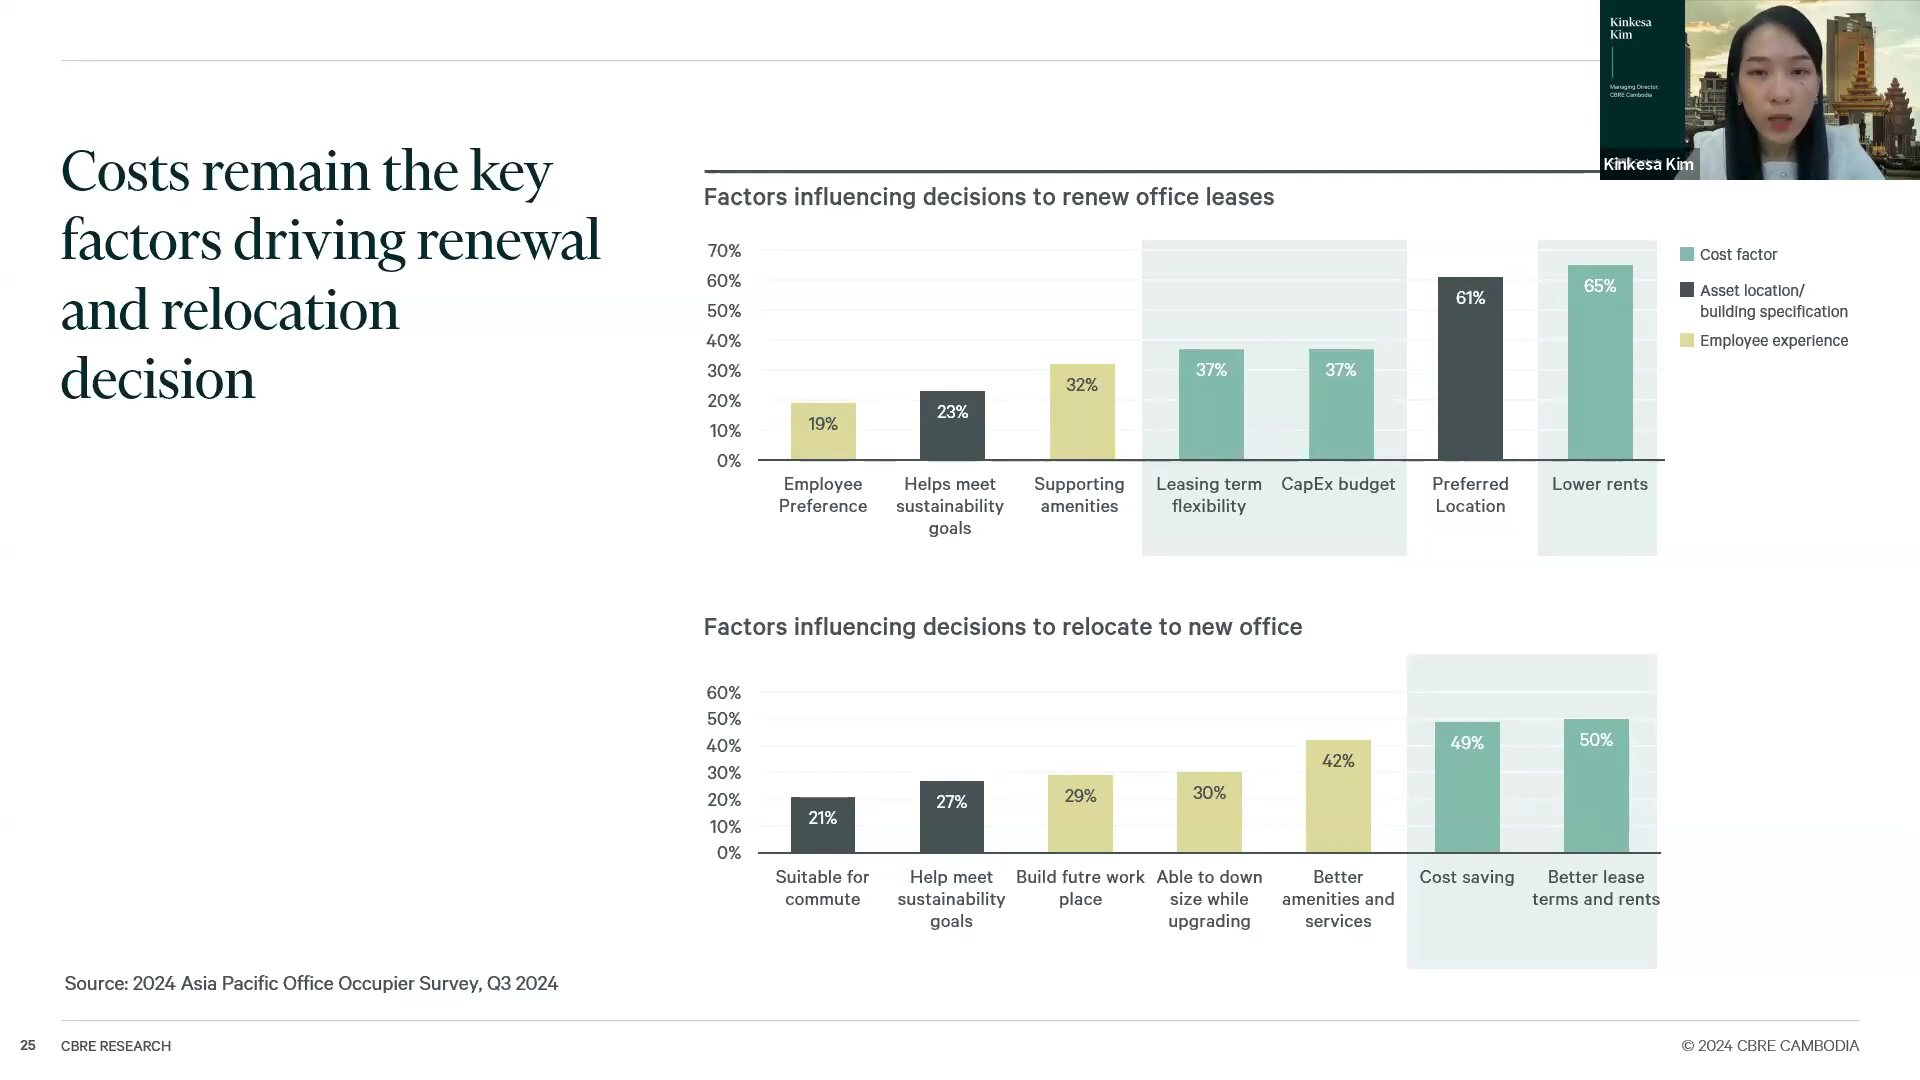 Kinkesa
Kim
Managing Director,
CBRE Cambodia
Kinkesa Kim
Costs remain the key
factors driving renewal
and relocation
decision
Factors influencing decisions to renew office leases
70%
60%
50%
40%
30%
20%
10%
0%
19%
23%
32%
37%
37%
61%
65%
Employee
Preference
Helps meet
sustainability
goals
Supporting
amenities
Leasing term
flexibility
CapEx budget
Preferred
Location
Lower rents
Cost factor
Asset location/
building specification
Employee experience
Factors influencing decisions to relocate to new office
60%
50%
40%
30%
20%
10%
0%
21%
27%
29%
30%
42%
49%
50%
Suitable for
commute
Help meet
sustainability
goals
Build futre work
place
Able to down
size while
upgrading
Better
amenities and
services
Cost saving
Better lease
terms and rents
Source: 2024 Asia Pacific Office Occupier Survey, Q3 2024
25
CBRE RESEARCH
© 2024 CBRE CAMBODIA